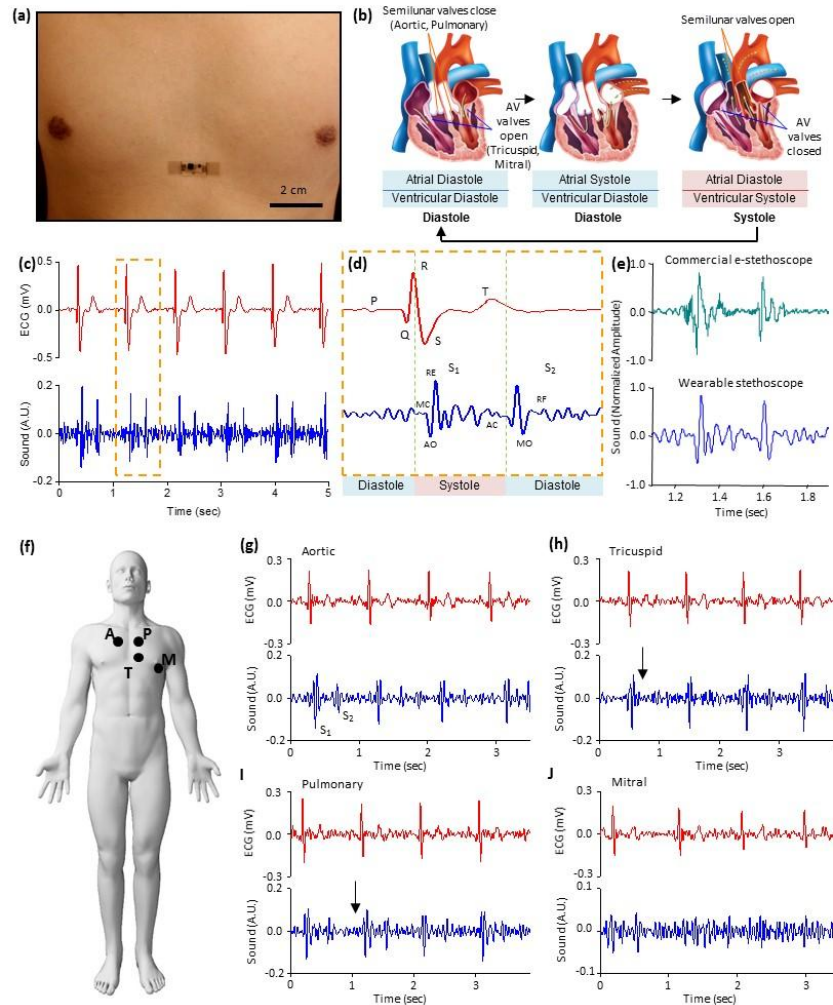 (a)
2 cm
(b)
Semilunar valves close
(Aortic, Pulmonary)
Semilunar valves open
AV
valves
open
(Tricuspid,
Mitral)
AV
valves
closed
Atrial Diastole
Ventricular Diastole
Diastole
Atrial Systole
Ventricular Diastole
Diastole
Atrial Diastole
Ventricular Systole
Systole
(c)
ECG (mV)
0.5
0.0
-0.5
Sound (A.U.)
0.2
0.0
-0.2
0 1 2 3 4 5
Time (sec)
(d)
P
R
Q
S
T
S1
S2
RE
MC
AO
AC
MO
RF
Diastole Systole Diastole
(e)
Commercial e-stethoscope
1.0
0.0
-1.0
Wearable stethoscope
Sound (Normalized Amplitude)
1.0
0.0
-1.0
1.2 1.4 1.6 1.8
Time (sec)
(f)
A P
T M
(g) Aortic
ECG (mV)
0.3
0.0
-0.3
Sound (A.U.)
0.2
0.0
-0.2
S1
S2
0 1 2 3
Time (sec)
(h) Tricuspid
ECG (mV)
0.3
0.0
-0.3
Sound (A.U.)
0.2
0.0
-0.2
0 1 2 3
Time (sec)
I Pulmonary
ECG (mV)
0.3
0.0
-0.3
Sound (A.U.)
0.2
0.0
-0.2
0 1 2 3
Time (sec)
J Mitral
ECG (mV)
0.3
0.0
-0.3
Sound (A.U.)
0.1
0.0
-0.1
0 1 2 3
Time (sec)